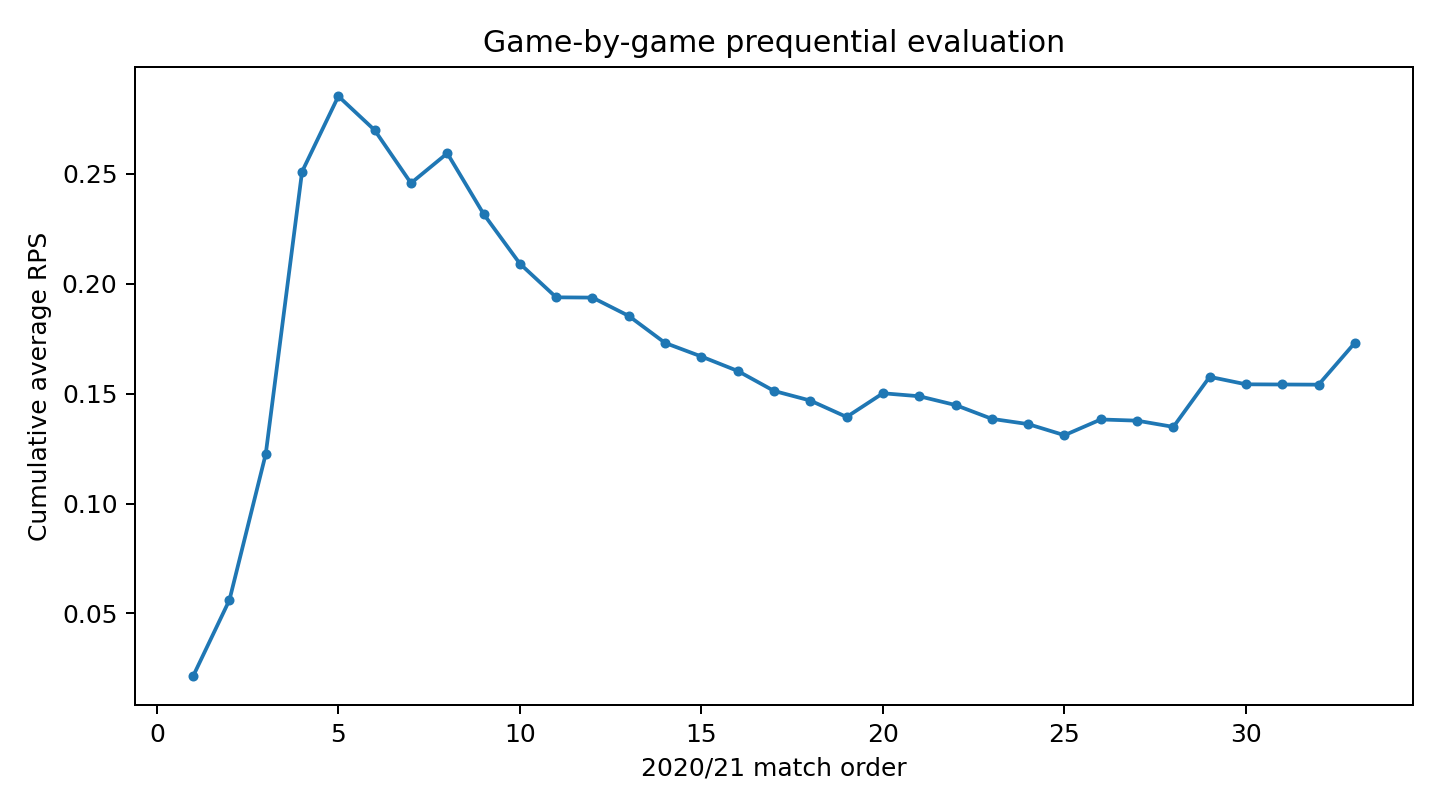 Game-by-game prequential evaluation
Cumulative average RPS
0.25
0.20
0.15
0.10
0.05
0 5 10 15 20 25 30
2020/21 match order